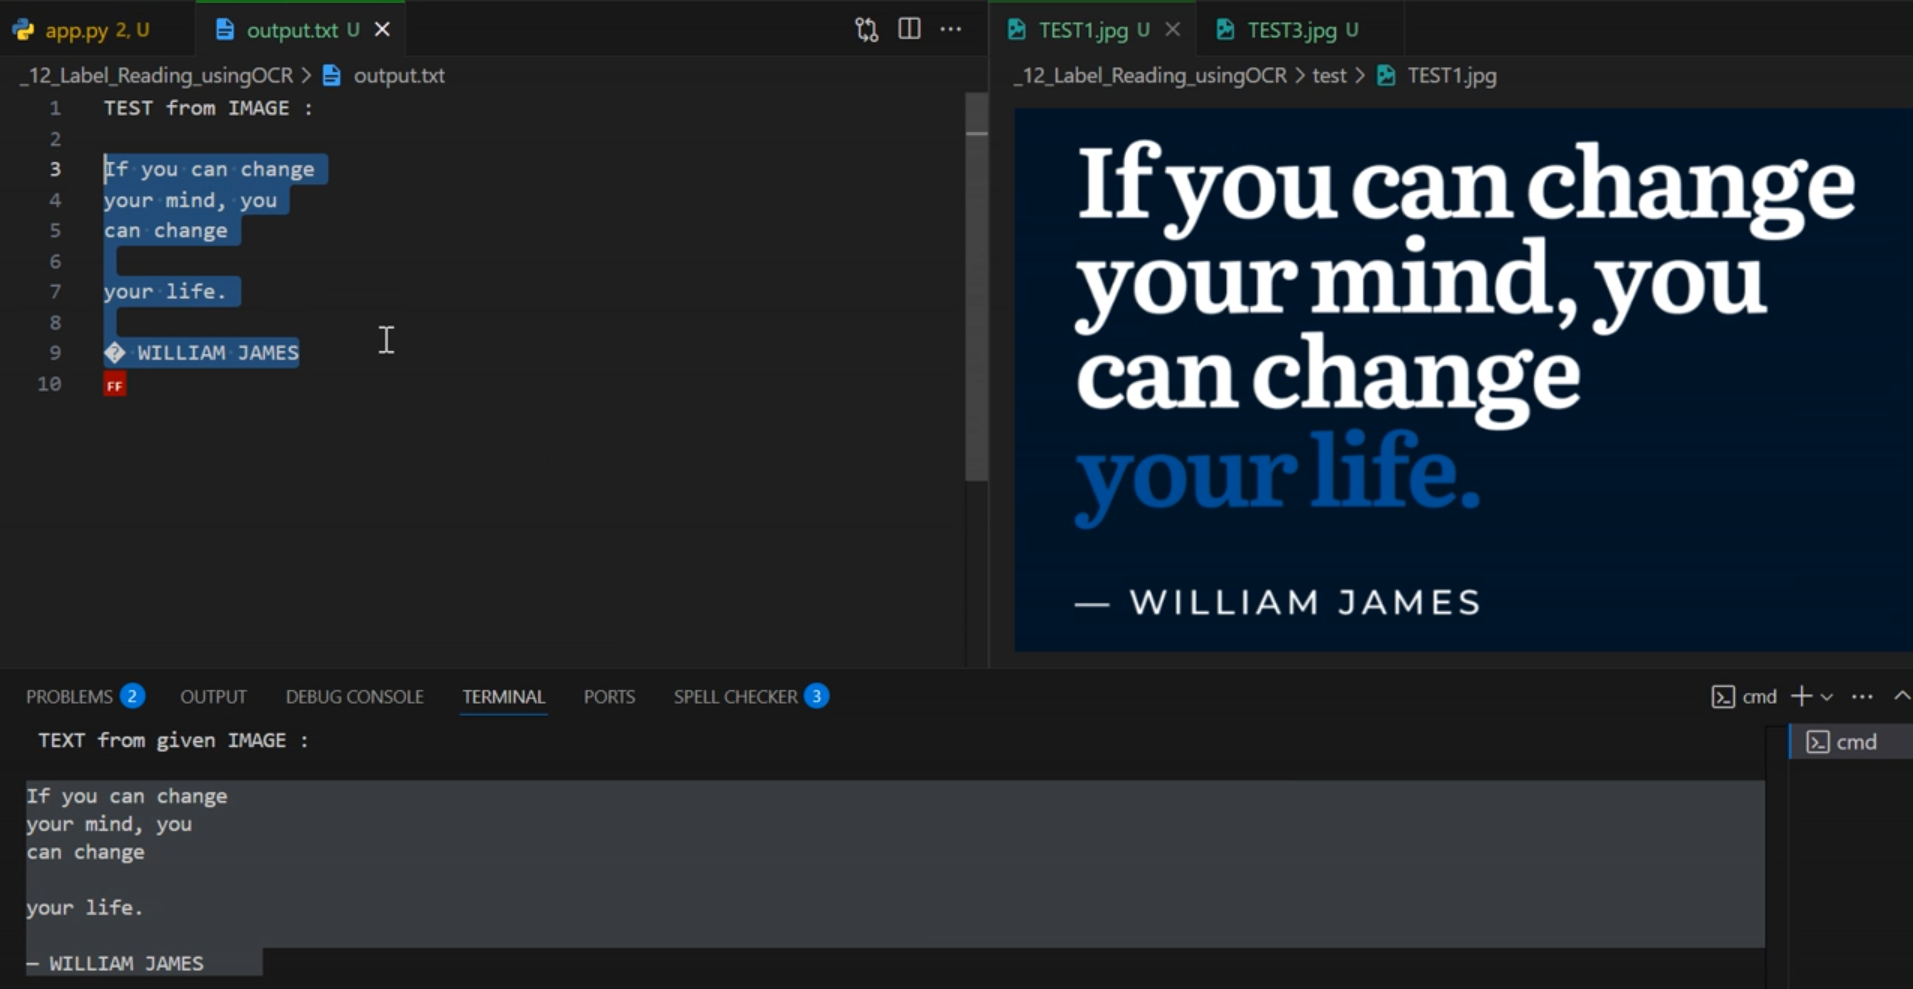 app.py 2, U
output.txt U
_12_Label_Reading_usingOCR > output.txt
1 TEST from IMAGE :
2
3 If you can change
4 your mind, you
5 can change
6
7 your life.
8
9 � WILLIAM JAMES
10 FF
TEST1.jpg U
TEST3.jpg U
_12_Label_Reading_usingOCR > test > TEST1.jpg
If you can change
your mind, you
can change
your life.
— WILLIAM JAMES
PROBLEMS 2 OUTPUT DEBUG CONSOLE TERMINAL PORTS SPELL CHECKER 3
cmd
TEXT from given IMAGE :
If you can change
your mind, you
can change
your life.
— WILLIAM JAMES
cmd